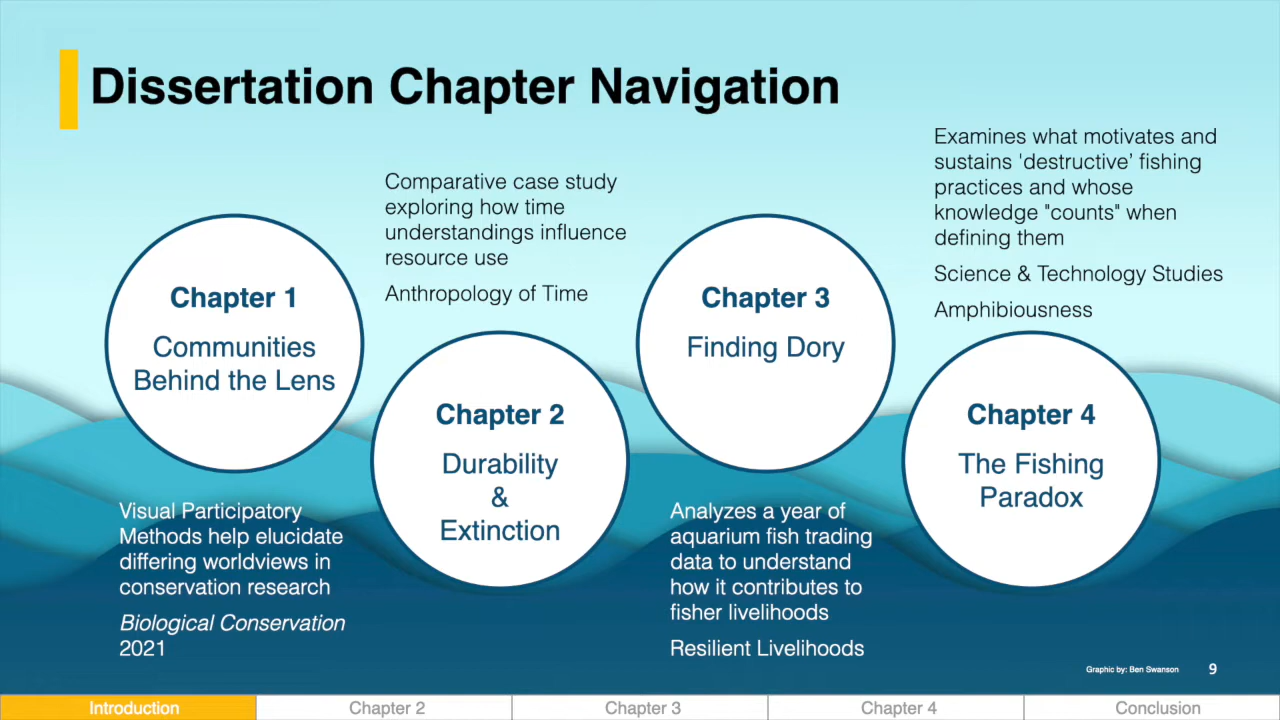 Dissertation Chapter Navigation
Chapter 1
Communities
Behind the Lens
Visual Participatory
Methods help elucidate
differing worldviews in
conservation research
Biological Conservation
2021
Comparative case study
exploring how time
understandings influence
resource use
Anthropology of Time
Chapter 2
Durability
&
Extinction
Chapter 3
Finding Dory
Analyzes a year of
aquarium fish trading
data to understand
how it contributes to
fisher livelihoods
Resilient Livelihoods
Examines what motivates and
sustains 'destructive’ fishing
practices and whose
knowledge "counts" when
defining them
Science & Technology Studies
Amphibiousness
Chapter 4
The Fishing
Paradox
Graphic by: Ben Swanson
9
Introduction
Chapter 2
Chapter 3
Chapter 4
Conclusion